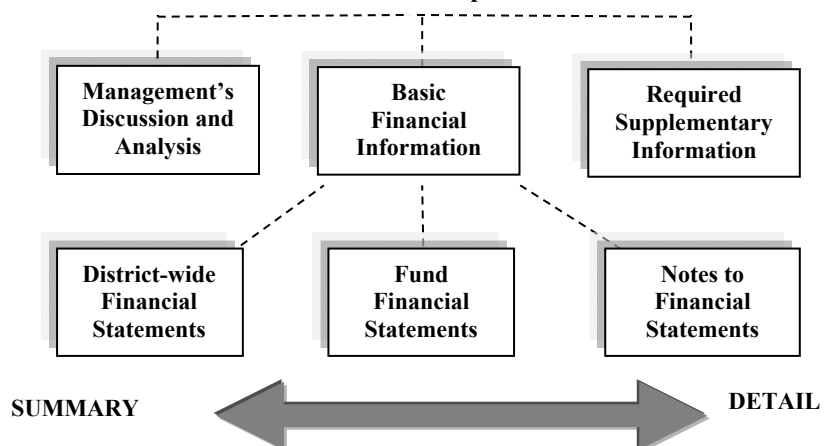 Management's
Discussion and
Analysis
Basic
Financial
Information
Required
Supplementary
Information
District-wide
Financial
Statements
Fund
Financial
Statements
Notes to
Financial
Statements
SUMMARY
DETAIL